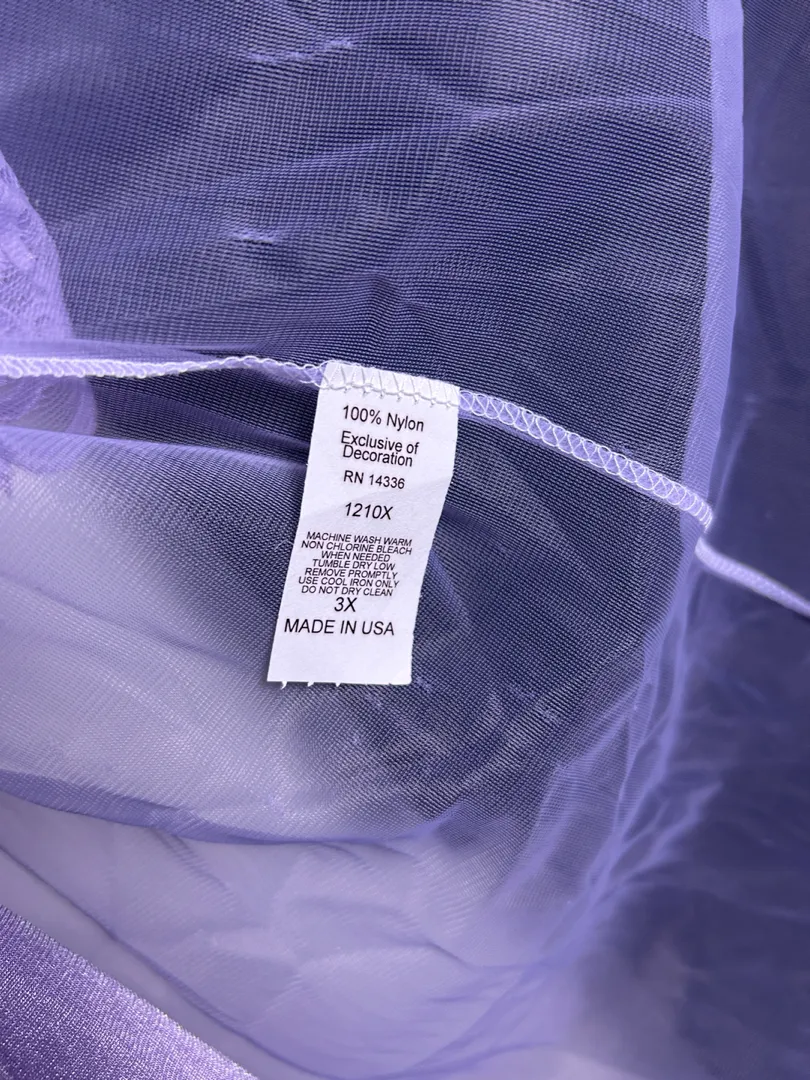 100% Nylon
Exclusive of
Decoration
RN 14336
1210X
MACHINE WASH WARM
NON CHLORINE BLEACH
WHEN NEEDED
TUMBLE DRY LOW
REMOVE PROMPTLY
USE COOL IRON ONLY
DO NOT DRY CLEAN
3X
MADE IN USA